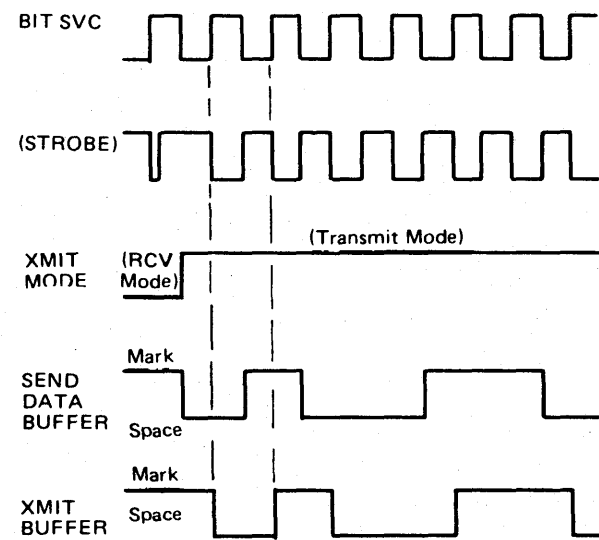 BIT SVC
(STROBE)
(Transmit Mode)
XMIT
MODE
(RCV
Mode)
Mark
SEND
DATA
BUFFER
Space
Mark
XMIT
BUFFER
Space